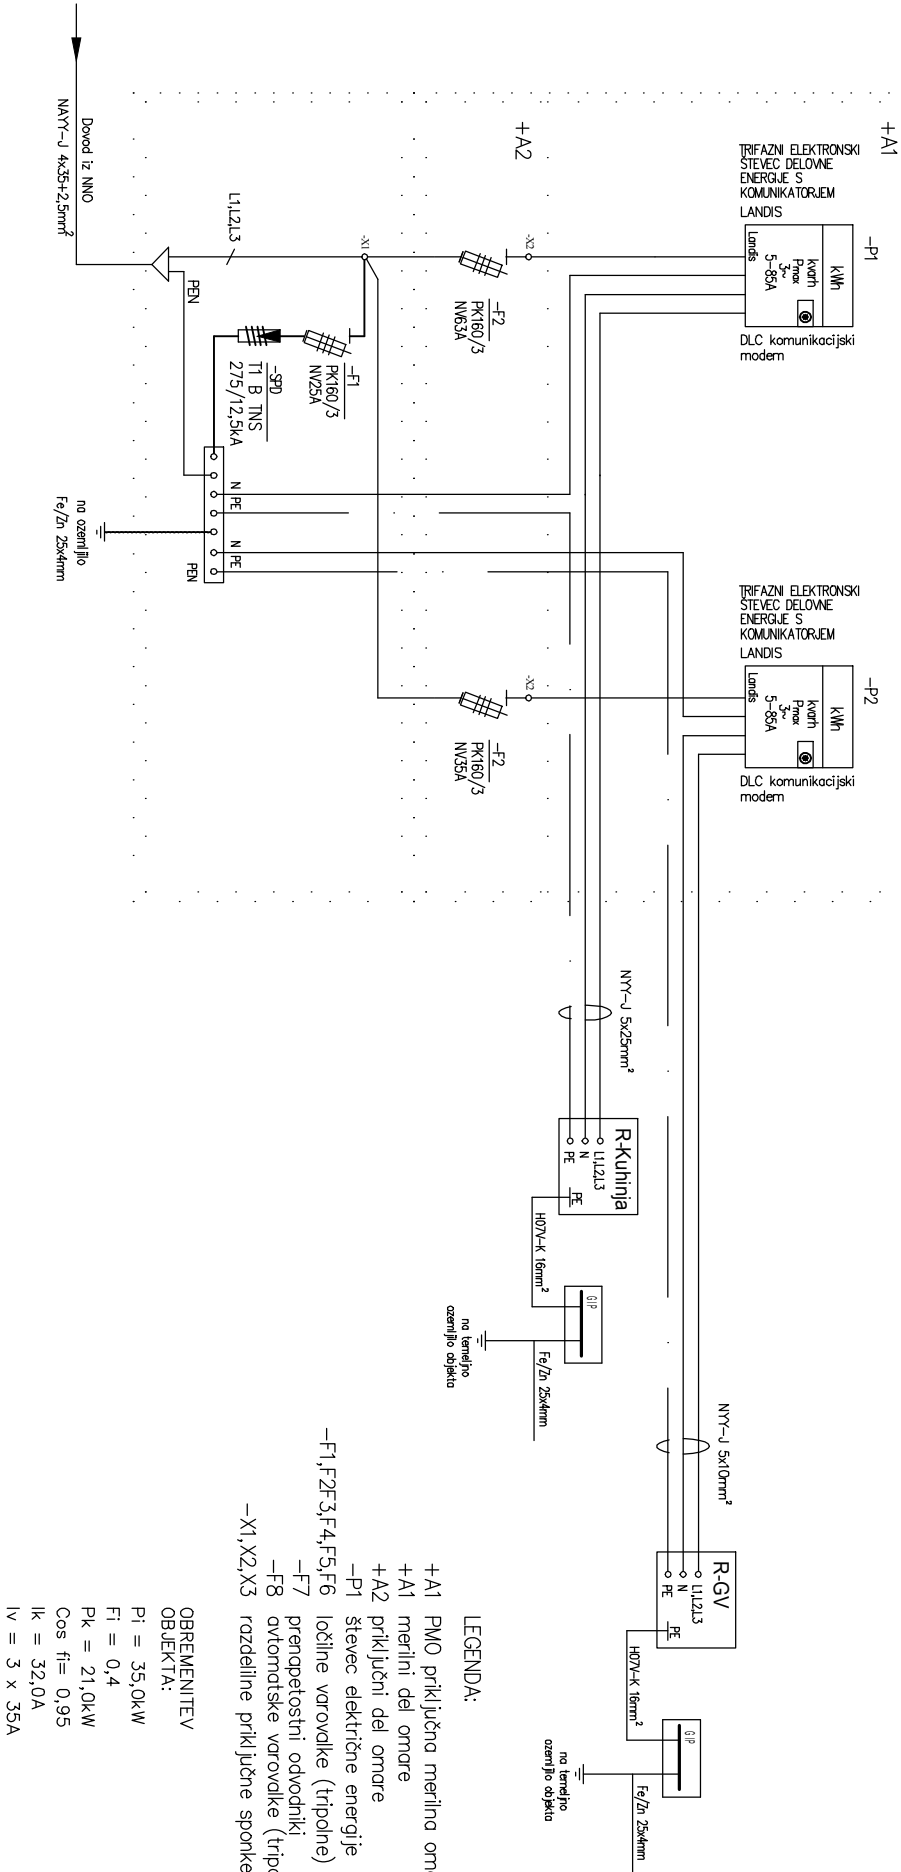 +A1
TRIFAZNI ELEKTRONSKI
ŠTEVEC DELOVNE
ENERGIJE S
KOMUNIKATORJEM
LANDIS
-P1
kWh
kvarh
Pmax
3~
5-85A
Landis
DLC komunikacijski
modem
+A2
-X2
-F2
PK160/3
NV63A
-X1
L1,L2,L3
PEN
-F1
PK160/3
NV25A
-SPD
T1 B TNS
275/12,5kA
Dovod iz NNO
NAYY-J 4x35+2,5mm²
N
PE
N
PE
PEN
na ozemljilo
Fe/Zn 25x4mm
TRIFAZNI ELEKTRONSKI
ŠTEVEC DELOVNE
ENERGIJE S
KOMUNIKATORJEM
LANDIS
-P2
kWh
kvarh
Pmax
3~
5-85A
Landis
DLC komunikacijski
modem
-X2
-F2
PK160/3
NV35A
NYY-J 5x25mm²
R-Kuhinja
L1,L2,L3
N
PE
PE
H07V-K 16mm²
GIP
Fe/Zn 25x4mm
na temeljno
ozemljilo objekta
NYY-J 5x10mm²
R-GV
L1,L2,L3
N
PE
PE
H07V-K 16mm²
GIP
Fe/Zn 25x4mm
na temeljno
ozemljilo objekta
LEGENDA:
+A1 PMO priključna merilna
+A1 merilni del omare
+A2 priključni del omare
-P1 števec električne energije
-F1,F2F3,F4,F5,F6 ločilne varovalke (tripolne)
-F7 prenapetostni odvodniki
-F8 avtomatske varovalke
-X1,X2,X3 razdelilne priključne sponke
OBREMENITEV
OBJEKTA:
Pi = 35,0kW
Fi = 0,4
Pk = 21,0kW
Cos fi= 0,95
Ik = 32,0A
Iv = 3 x 35A